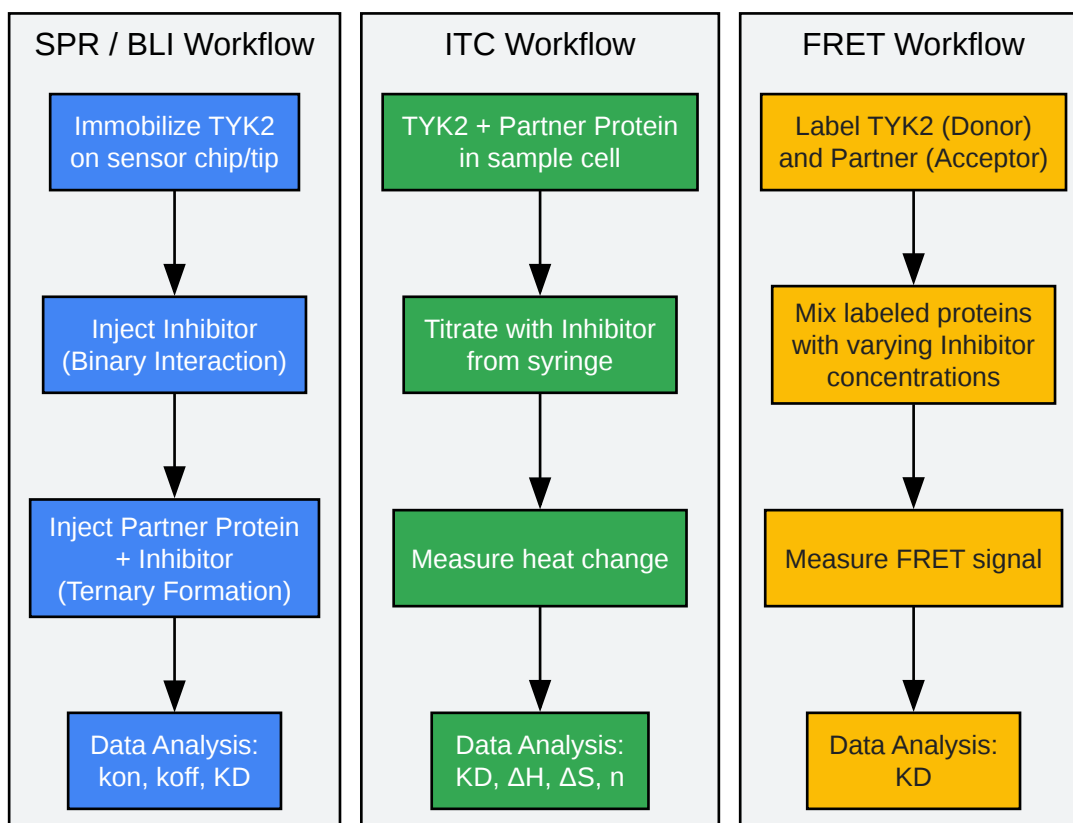 SPR / BLI Workflow
Immobilize TYK2
on sensor chip/tip
Inject Inhibitor
(Binary Interaction)
Inject Partner Protein
+ Inhibitor
(Ternary Formation)
Data Analysis:
kon, koff, KD
ITC Workflow
TYK2 + Partner Protein
in sample cell
Titrate with Inhibitor
from syringe
Measure heat change
Data Analysis:
KD, ΔH, ΔS, n
FRET Workflow
Label TYK2 (Donor)
and Partner (Acceptor)
Mix labeled proteins
with varying Inhibitor
concentrations
Measure FRET signal
Data Analysis:
KD